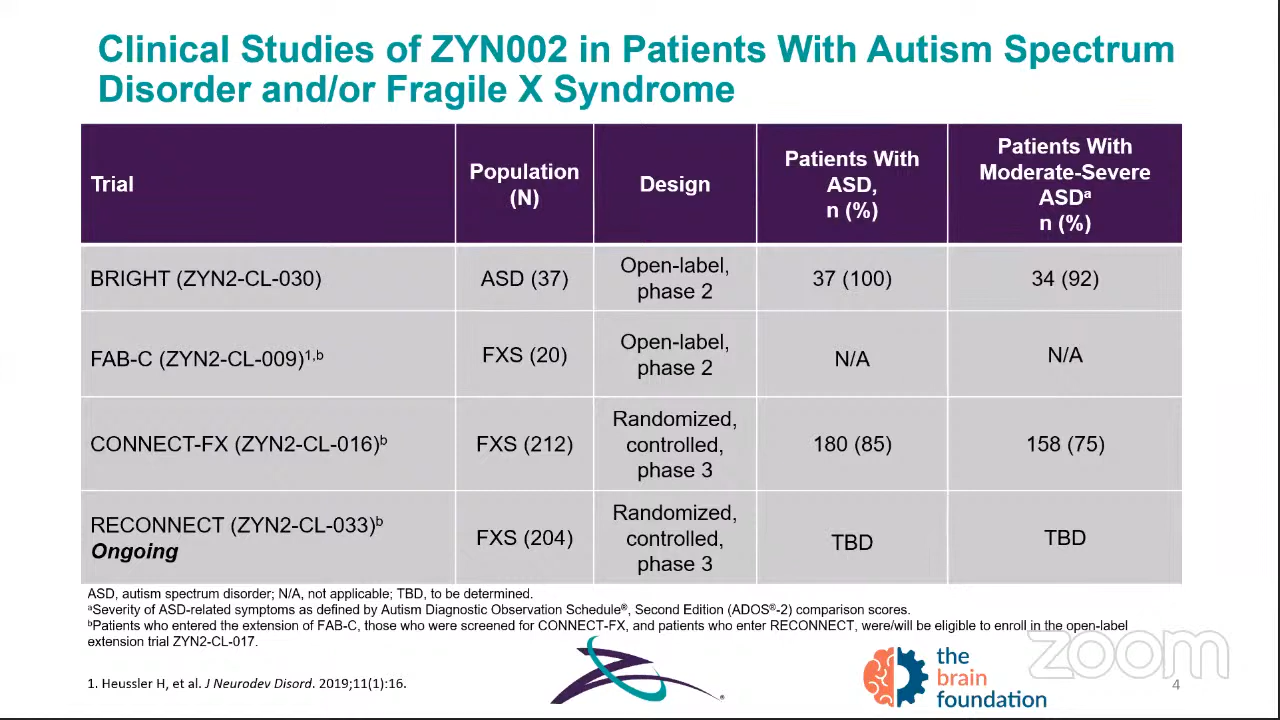 Clinical Studies of ZYN002 in Patients With Autism Spectrum
Disorder and/or Fragile X Syndrome
Trial
Population
(N)
Design
Patients With
ASD,
n (%)
Patients With
Moderate-Severe
ASDᵃ
n (%)
BRIGHT (ZYN2-CL-030)
ASD (37)
Open-label,
phase 2
37 (100)
34 (92)
FAB-C (ZYN2-CL-009)¹,ᵇ
FXS (20)
Open-label,
phase 2
N/A
N/A
CONNECT-FX (ZYN2-CL-016)ᵇ
FXS (212)
Randomized,
controlled,
phase 3
180 (85)
158 (75)
RECONNECT (ZYN2-CL-033)ᵇ
Ongoing
FXS (204)
Randomized,
controlled,
phase 3
TBD
TBD
ASD, autism spectrum disorder; N/A, not applicable; TBD, to be determined.
ᵃSeverity of ASD-related symptoms as defined by Autism Diagnostic Observation Schedule®, Second Edition (ADOS®-2) comparison scores.
ᵇPatients who entered the extension of FAB-C, those who were screened for CONNECT-FX, and patients who enter RECONNECT, were/will be eligible to enroll in the open-label
extension trial ZYN2-CL-017.
1. Heussler H, et al. J Neurodev Disord. 2019;11(1):16.
®
the
brain
foundation
zoom
4